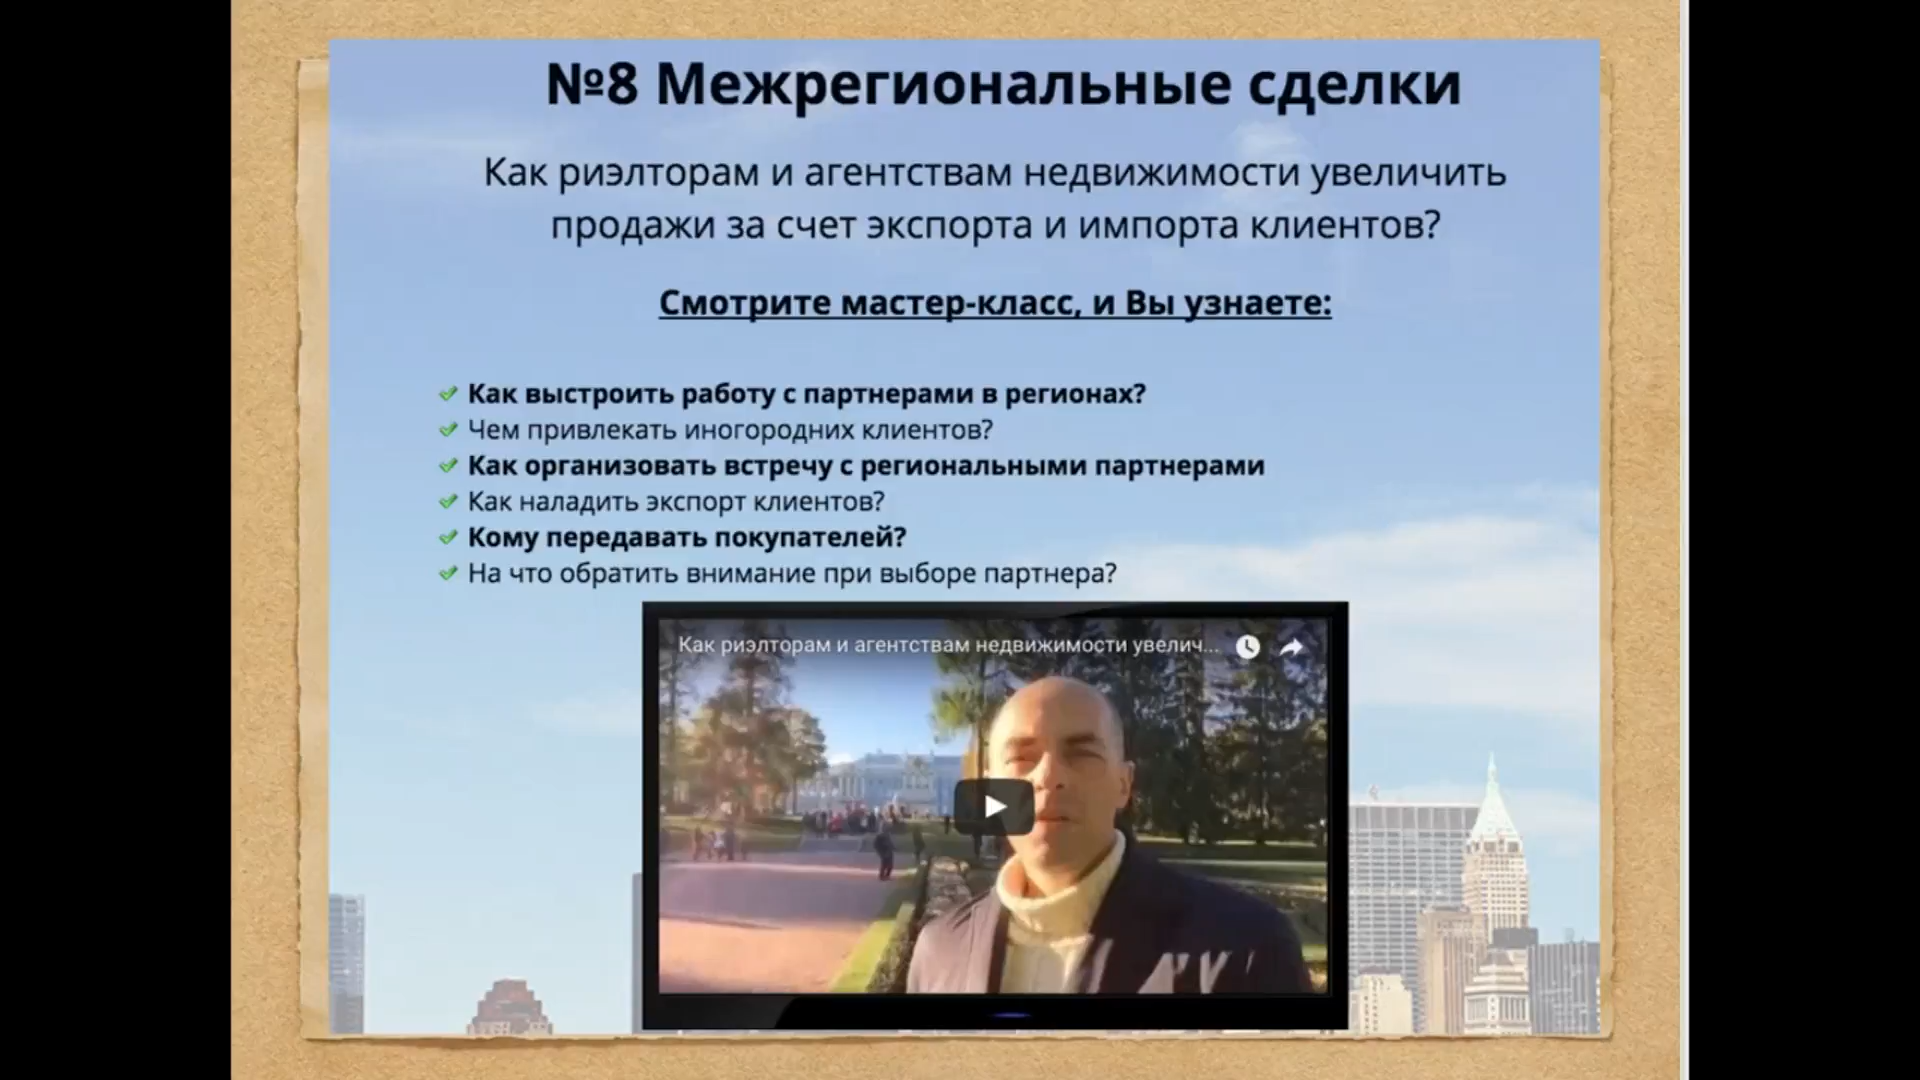 №8 Межрегиональные сделки
Как риэлторам и агентствам недвижимости увеличить
продажи за счет экспорта и импорта клиентов?
Смотрите мастер-класс, и Вы узнаете:
Как выстроить работу с партнерами в регионах?
Чем привлекать иногородних клиентов?
Как организовать встречу с региональными партнерами
Как наладить экспорт клиентов?
Кому передавать покупателей?
На что обратить внимание при выборе партнера?
Как риэлторам и агентствам недвижимости увелич...